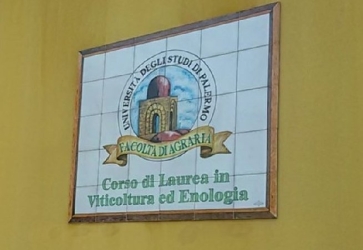 UNIVERSITÀ DEGLI STUDI DI PALERMO
FACOLTÀ DI AGRARIA
Corso di Laurea in
Viticoltura ed Enologia